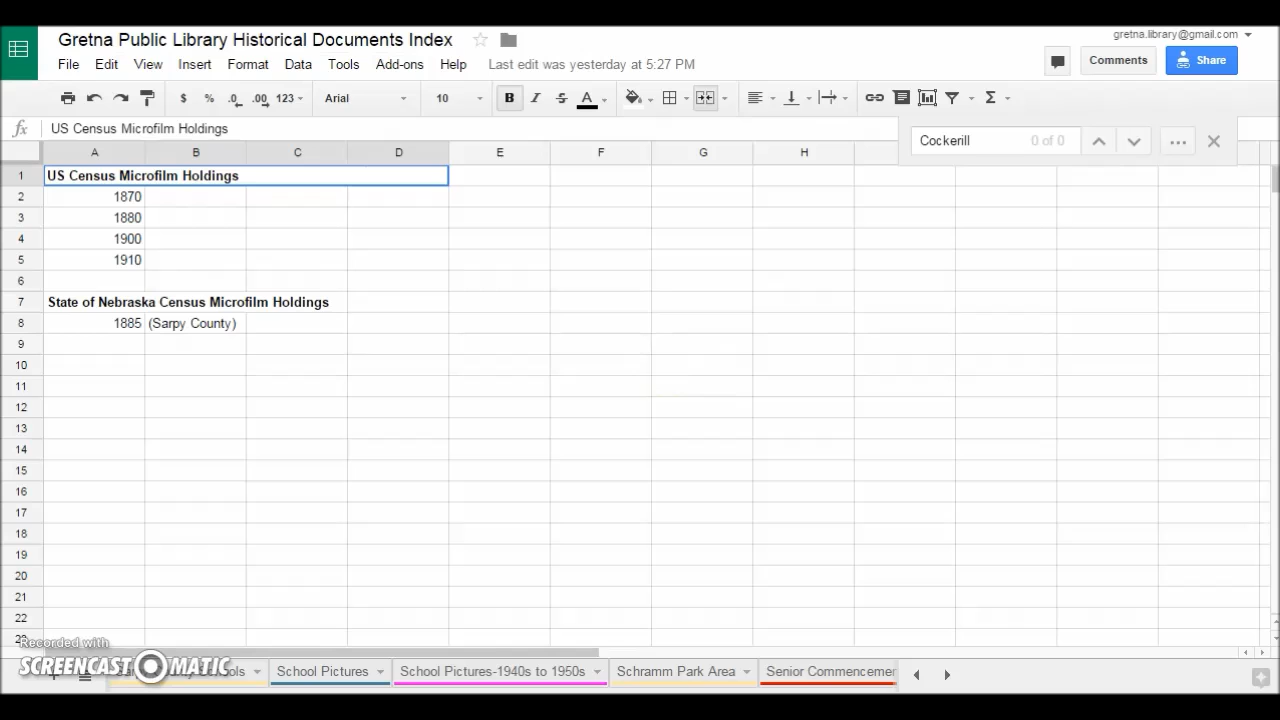 Gretna Public Library Historical Documents Index
gretna.library@gmail.com
File Edit View Insert Format Data Tools Add-ons Help Last edit was yesterday at 5:27 PM
Comments Share
$ % .0 .00 123 Arial 10 B I S A Σ
fx US Census Microfilm Holdings
Cockerill 0 of 0
A B C D E F G H
1 US Census Microfilm Holdings
2 1870
3 1880
4 1900
5 1910
6
7 State of Nebraska Census Microfilm Holdings
8 1885 (Sarpy County)
9
10
11
12
13
14
15
16
17
18
19
20
21
22
23
Recorded with
SCREENCAST MATIC
School Pictures School Pictures-1940s to 1950s Schramm Park Area Senior Commencemen